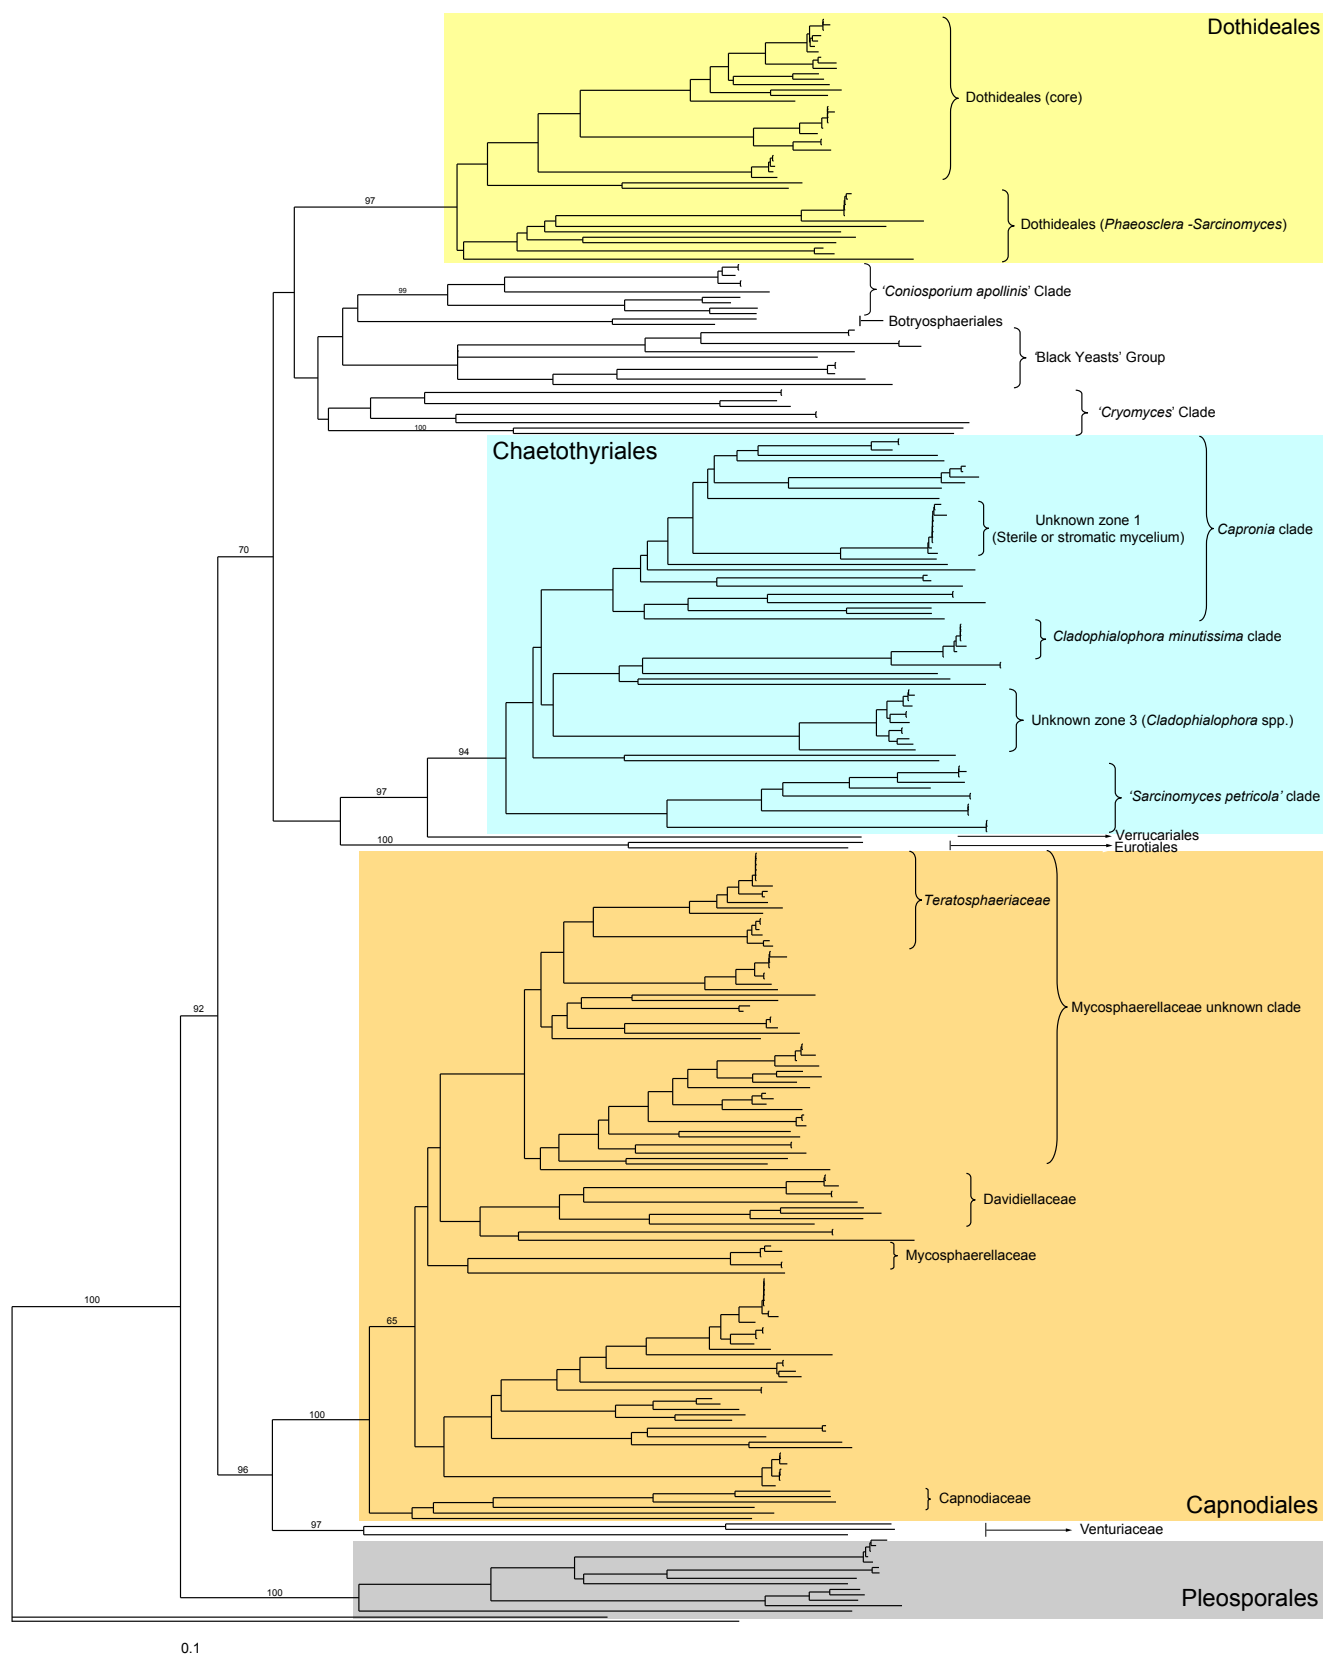 Dothideales
Dothideales (core)
97
Dothideales (Phaosclera -Sarcinomyces)
99
'Coniosporium apollinis' Clade
Botryosphaeriales
'Black Yeasts' Group
'Cryomyces' Clade
100
Chaetothyriales
Unknown zone 1
(Sterile or stromatic mycelium)
Capronia clade
70
Cladophialophora minutissima clade
Unknown zone 3 (Cladophialophora spp.)
94
97
'Sarcinomyces petricola' clade
Verrucariales
100
Eurotiales
Teratosphaeriaceae
92
Mycosphaerellaceae unknown clade
Davidiellaceae
Mycosphaerellaceae
100
65
100
96
Capnodiaceae
Capnodiales
97
Venturiaceae
100
Pleosporales
0.1